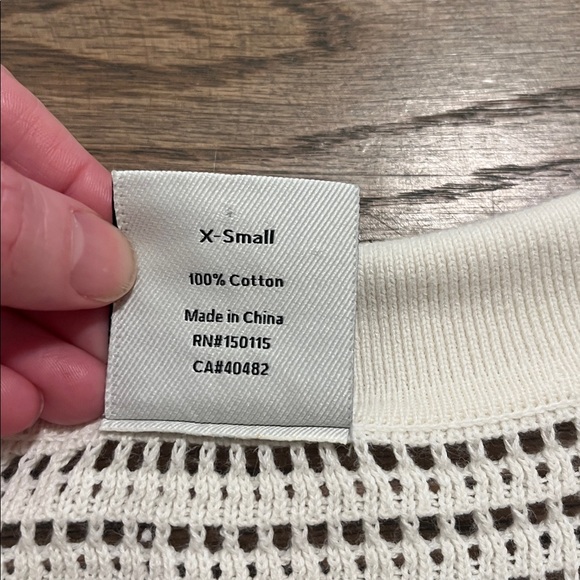 X-Small
100% Cotton
Made in China
RN#150115
CA#40482